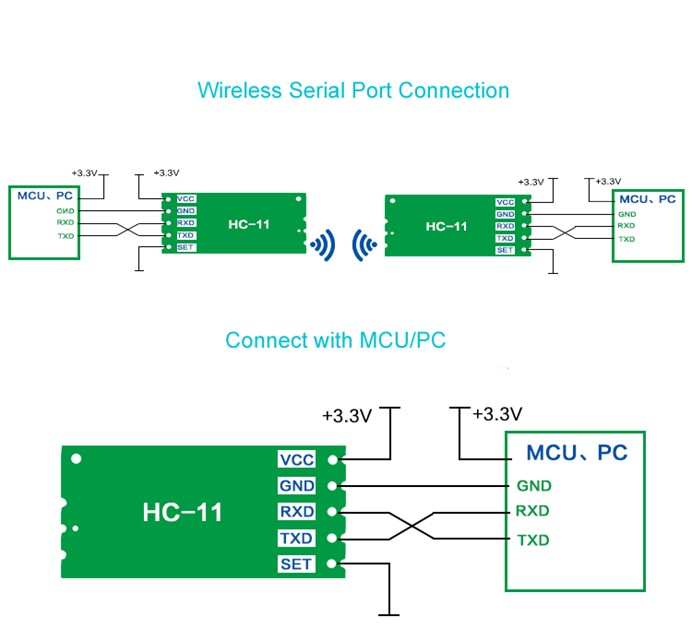 Wireless Serial Port Connection
+3.3V
+3.3V
MCU、PC
GND
RXD
TXD
VCC
GND
RXD
TXD
SET
HC-11
HC-11
VCC
GND
RXD
TXD
SET
+3.3V
+3.3V
MCU、PC
GND
RXD
TXD
Connect with MCU/PC
+3.3V
+3.3V
HC-11
VCC
GND
RXD
TXD
SET
MCU、PC
GND
RXD
TXD